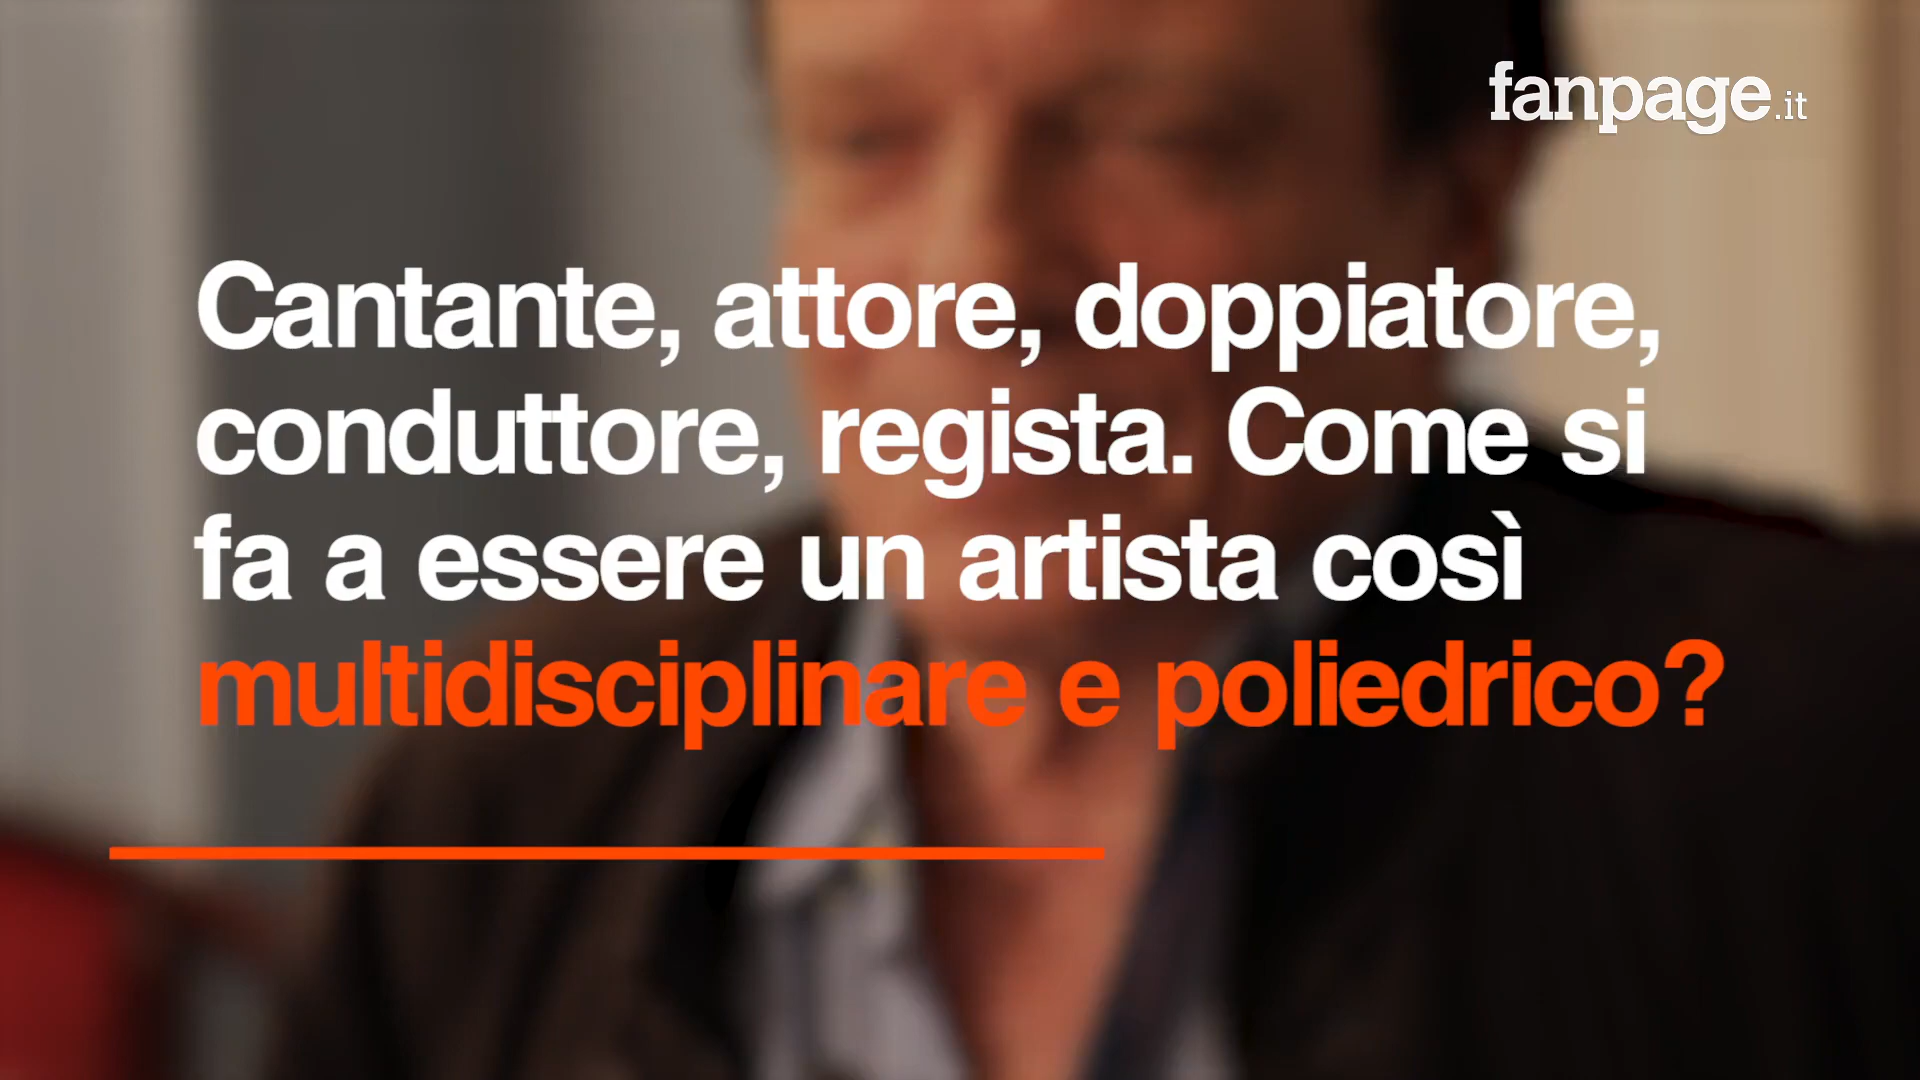 fanpage.it
Cantante, attore, doppiatore,
conduttore, regista. Come si
fa a essere un artista così
multidisciplinare e poliedrico?